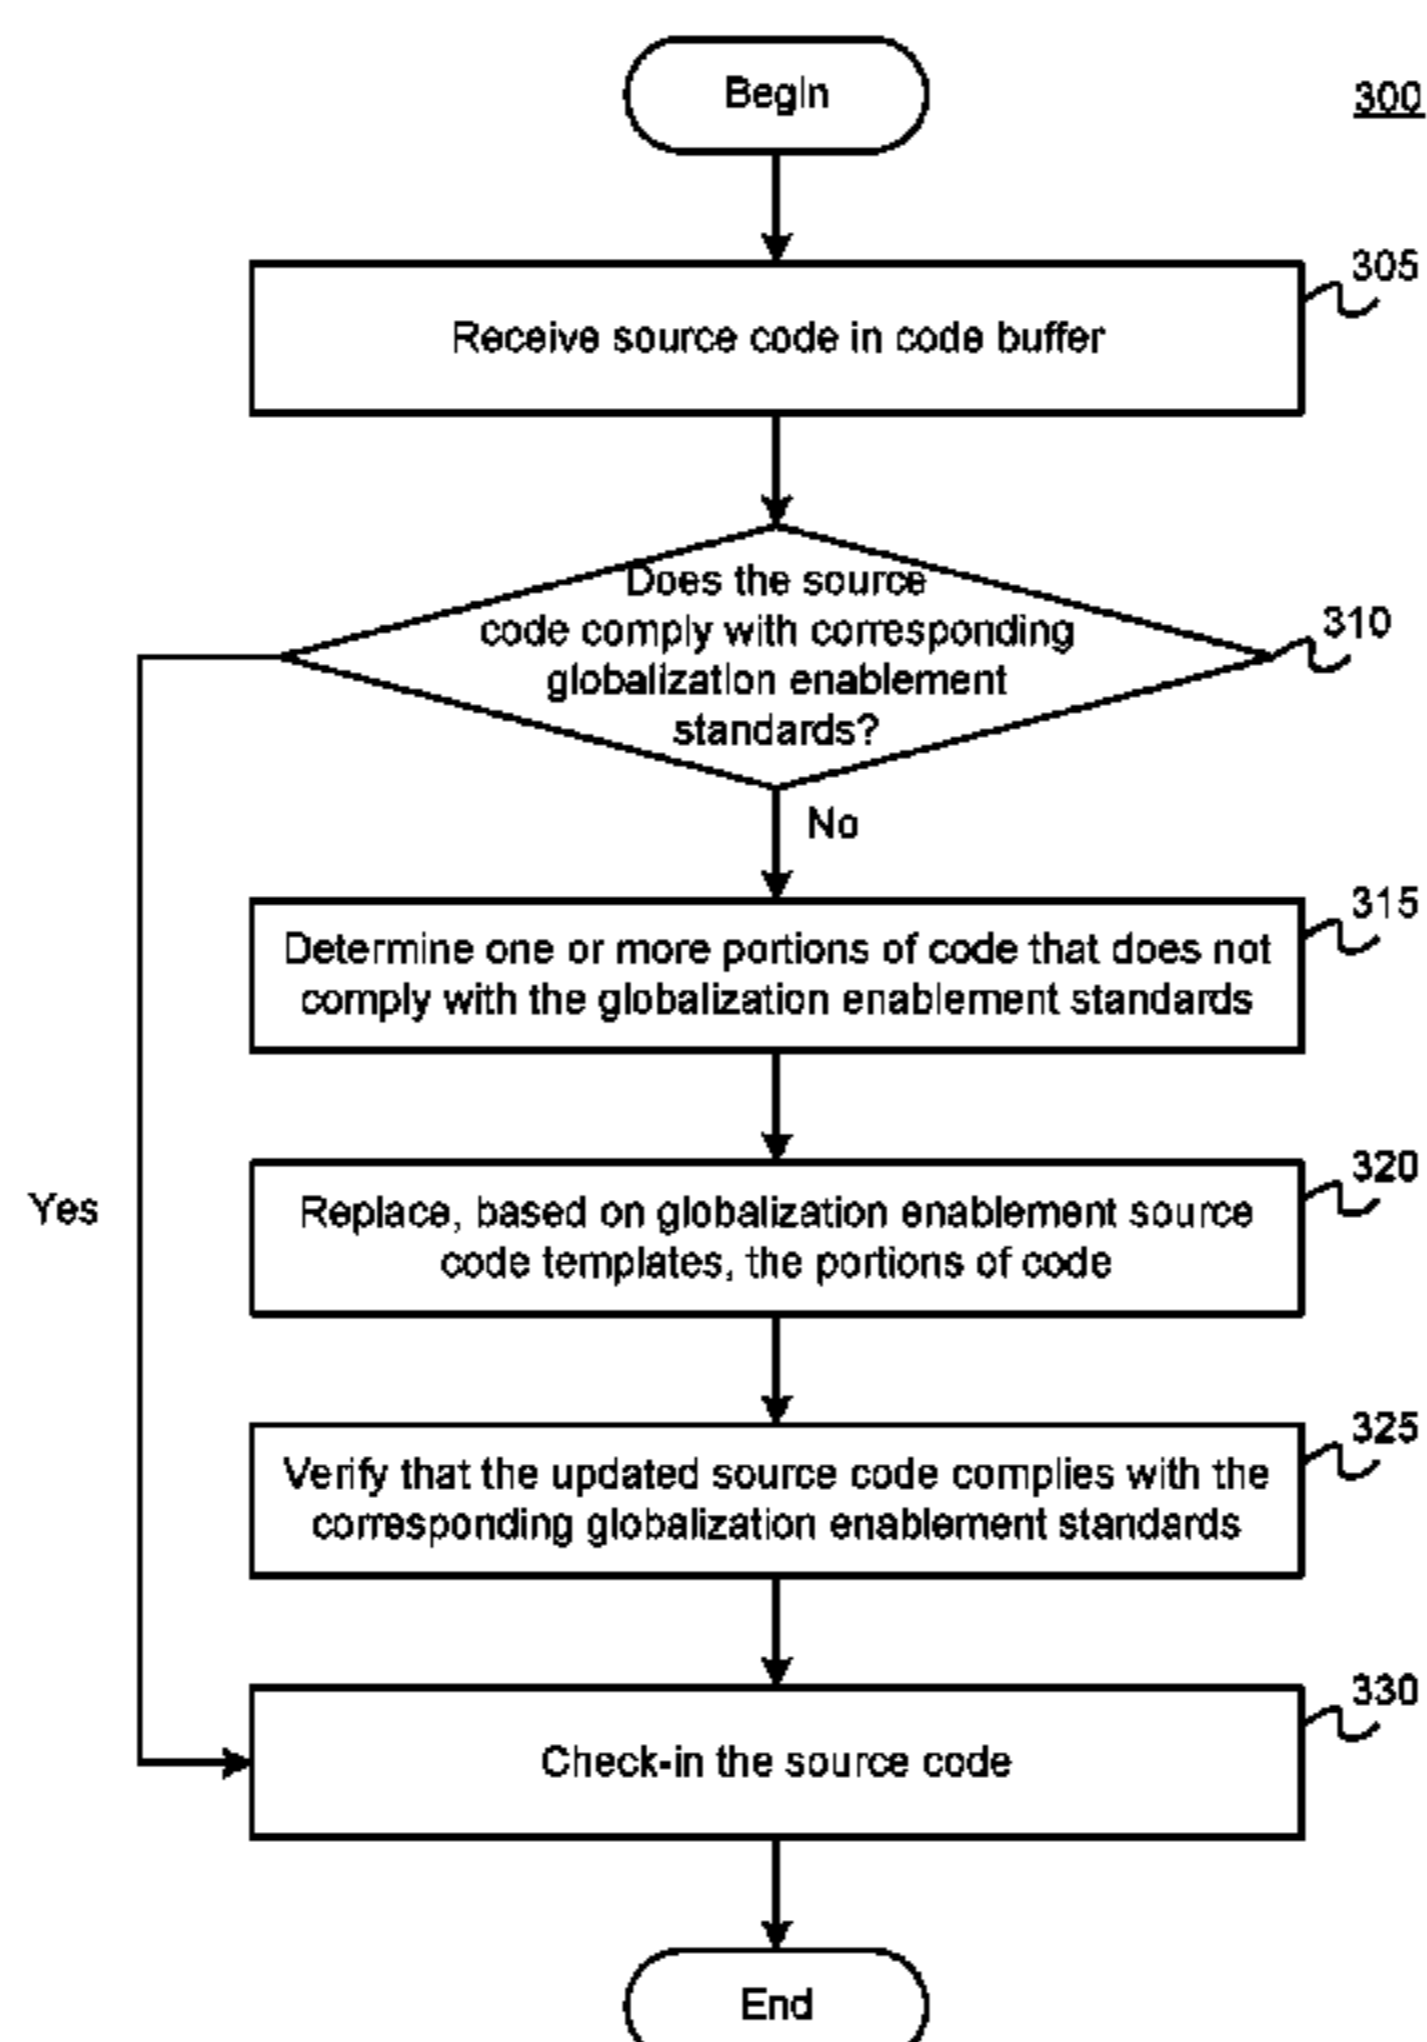 Begin
300
305
Receive source code in code buffer
Does the source
code comply with corresponding
globalization enablement
standards?
310
No
315
Determine one or more portions of code that does not
comply with the globalization enablement standards
320
Yes
Replace, based on globalization enablement source
code templates, the portions of code
325
Verify that the updated source code complies with the
corresponding globalization enablement standards
330
Check-in the source code
End